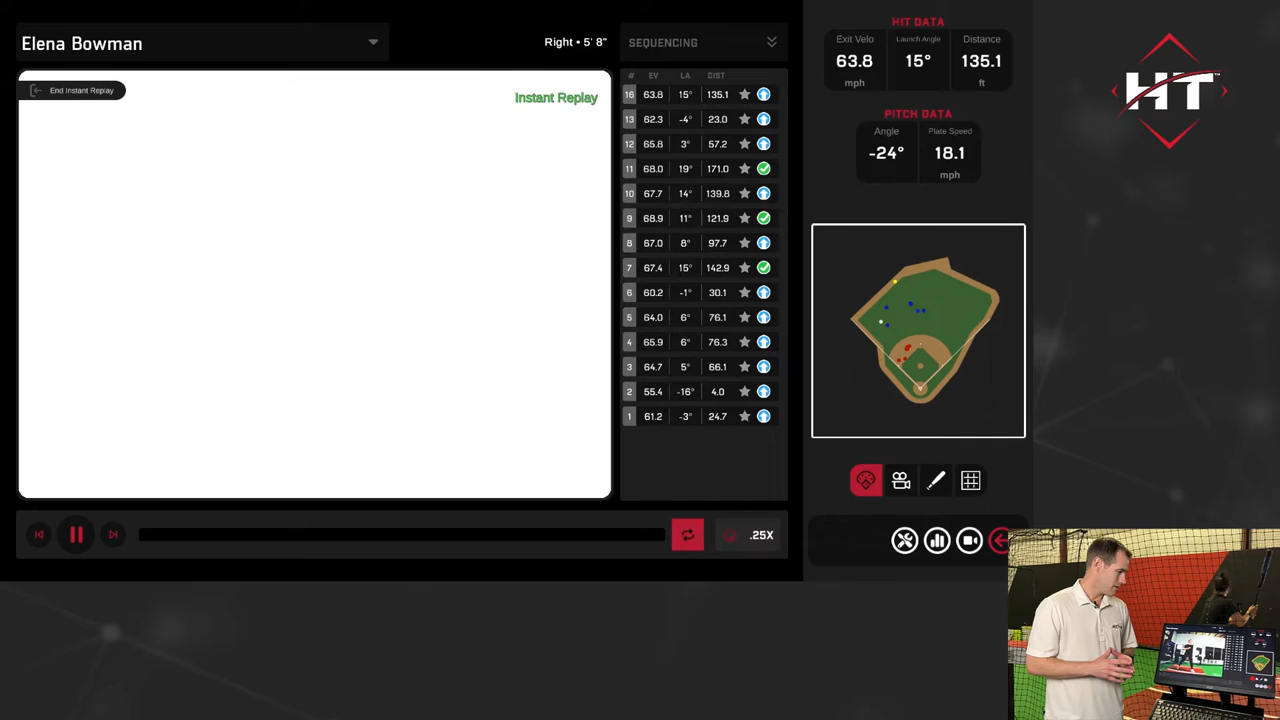 Elena Bowman
Right • 5' 8"
End Instant Replay
Instant Replay
SEQUENCING
# EV LA DIST
16 63.8 15° 135.1
13 62.3 -4° 23.0
12 65.8 3° 57.2
11 68.0 19° 171.0
10 67.7 14° 139.8
9 68.9 11° 121.9
8 67.0 8° 97.7
7 67.4 15° 142.9
6 60.2 -1° 30.1
5 64.0 6° 76.1
4 65.9 6° 76.3
3 64.7 5° 66.1
2 55.4 -16° 4.0
1 61.2 -3° 24.7
.25X
HIT DATA
Exit Velo Launch Angle Distance
63.8 15° 135.1
mph ft
PITCH DATA
Angle Plate Speed
-24° 18.1
mph
HT™